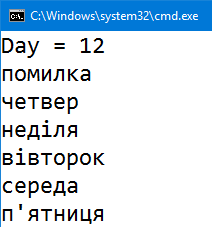 C:\Windows\system32\cmd.exe
Day = 12
помилка
четвер
неділя
вівторок
середа
п'ятниця